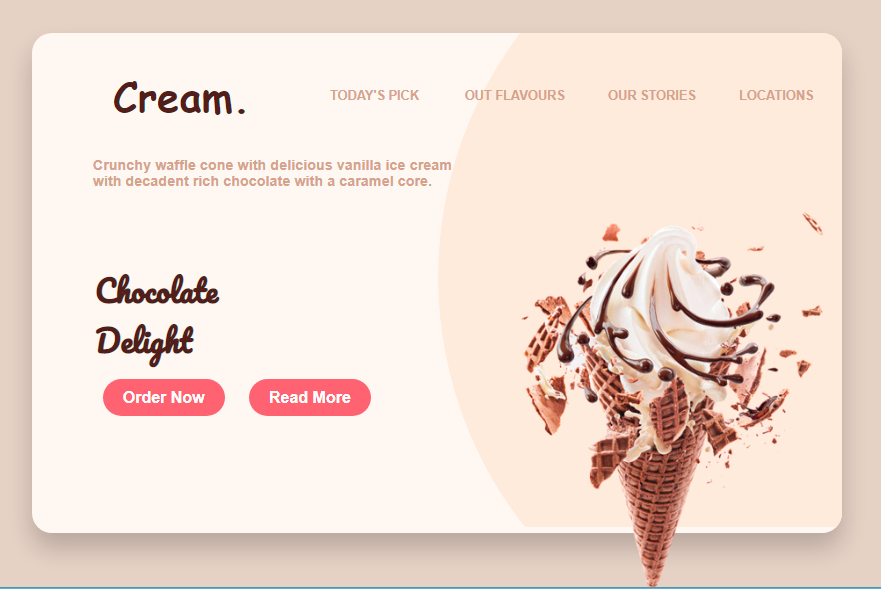 Cream.
TODAY'S PICK
OUT FLAVOURS
OUR STORIES
LOCATIONS
Crunchy waffle cone with delicious vanilla ice cream
with decadent rich chocolate with a caramel core.
Chocolate
Delight
Order Now
Read More